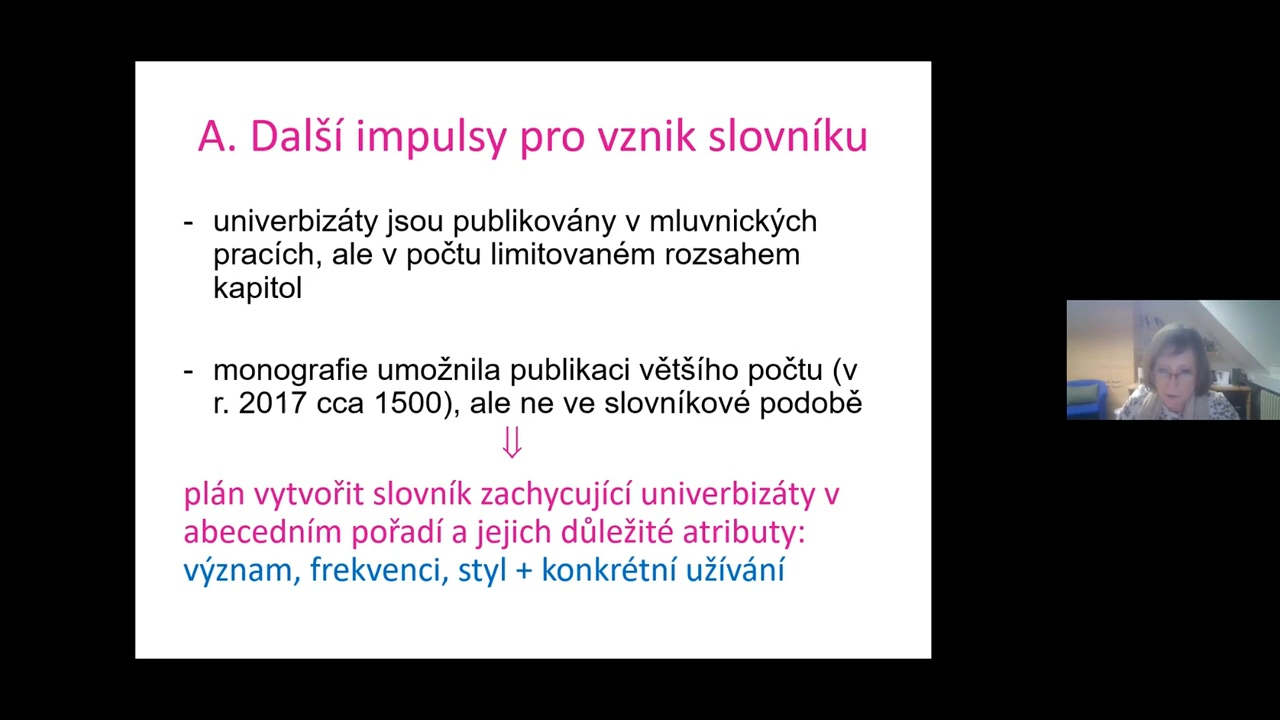 A. Další impulsy pro vznik slovníku
- univerbizáty jsou publikovány v mluvnických
pracích, ale v počtu limitovaném rozsahem
kapitol
- monografie umožnila publikaci většího počtu (v
r. 2017 cca 1500), ale ne ve slovníkové podobě
⇓
plán vytvořit slovník zachycující univerbizáty v
abecedním pořadí a jejich důležité atributy:
význam, frekvenci, styl + konkrétní užívání